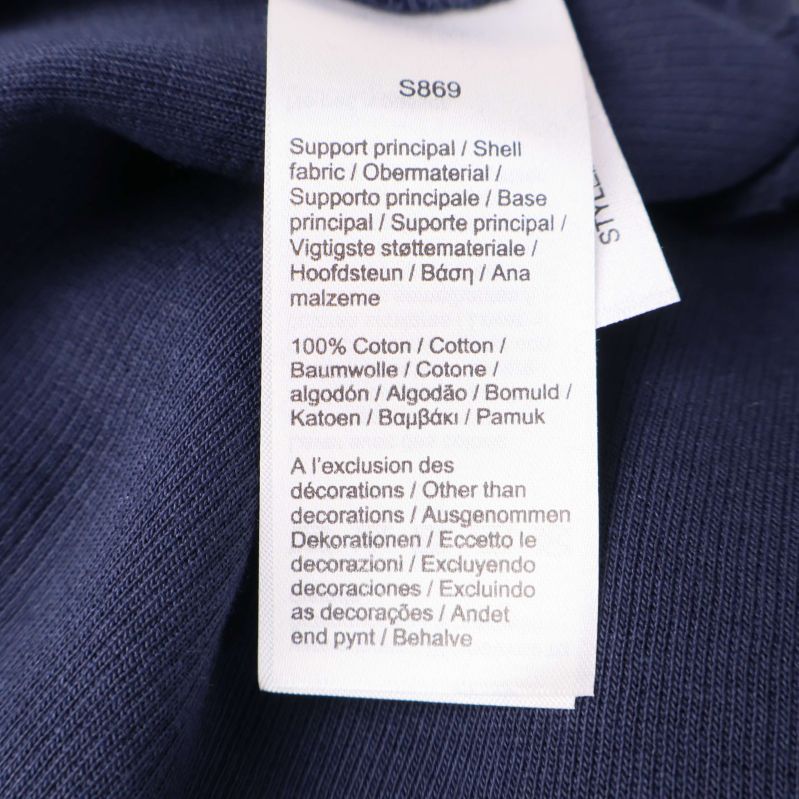 S869
Support principal / Shell
fabric / Obermaterial /
Supporto principale / Base
principal / Suporte principal /
Vigtigste støttemateriale /
Hoofdsteun / Βάση / Ana
malzeme
100% Coton / Cotton /
Baumwolle / Cotone /
algodón / Algodão / Bomuld /
Katoen / Βαμβάκι / Pamuk
A l'exclusion des
décorations / Other than
decorations / Ausgenommen
Dekorationen / Eccetto le
decorazioni / Excluyendo
decoraciones / Excluindo
as decorações / Andet
end pynt / Behalve
STYLE